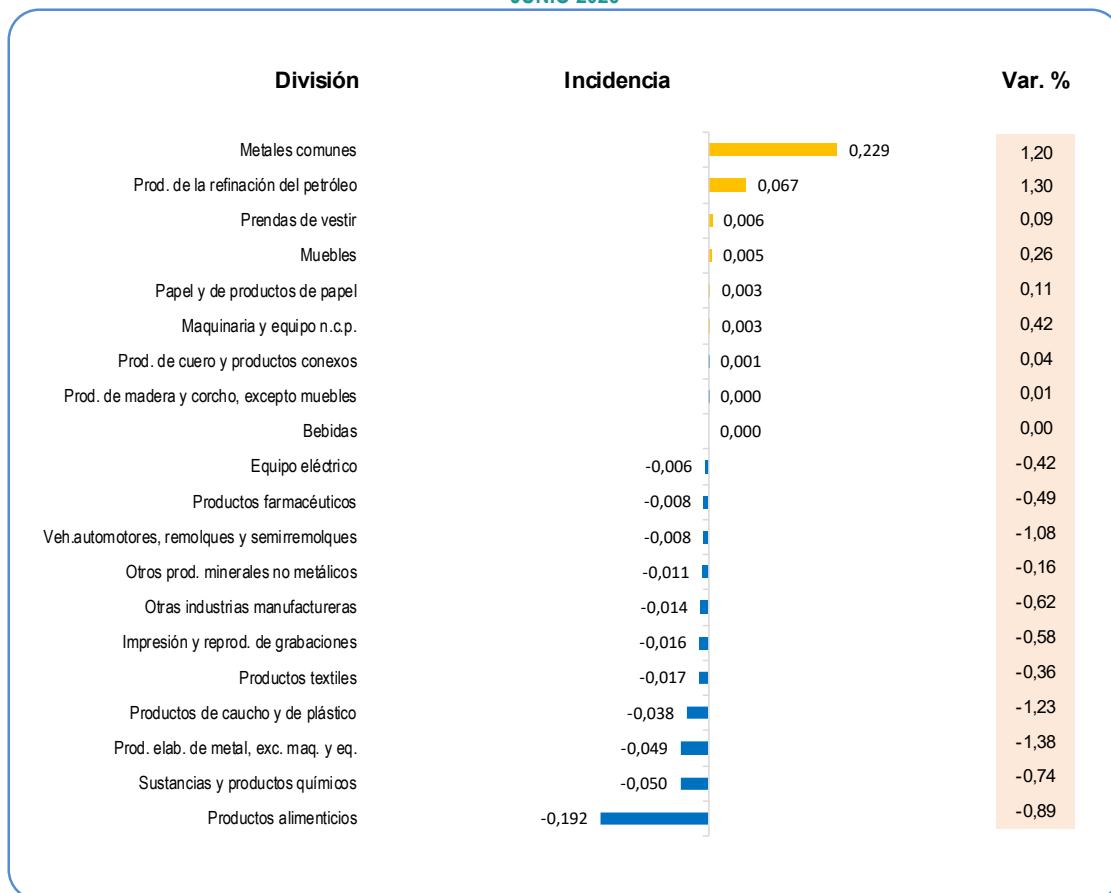 División Incidencia Var. %
Metales comunes 0,229 1,20
Prod. de la refinación del petróleo 0,067 1,30
Prendas de vestir 0,006 0,09
Muebles 0,005 0,26
Papel y de productos de papel 0,003 0,11
Maquinaria y equipo n.c.p. 0,003 0,42
Prod. de cuero y productos conexos 0,001 0,04
Prod. de madera y corcho, excepto muebles 0,000 0,01
Bebidas 0,000 0,00
Equipo eléctrico -0,006 -0,42
Productos farmacéuticos -0,008 -0,49
Veh.automotores, remolques y semirremolques -0,008 -1,08
Otros prod. minerales no metálicos -0,011 -0,16
Otras industrias manufactureras -0,014 -0,62
Impresión y reprod. de grabaciones -0,016 -0,58
Productos textiles -0,017 -0,36
Productos de caucho y de plástico -0,038 -1,23
Prod. elab. de metal, exc. maq. y eq. -0,049 -1,38
Sustancias y productos químicos -0,050 -0,74
Productos alimenticios -0,192 -0,89